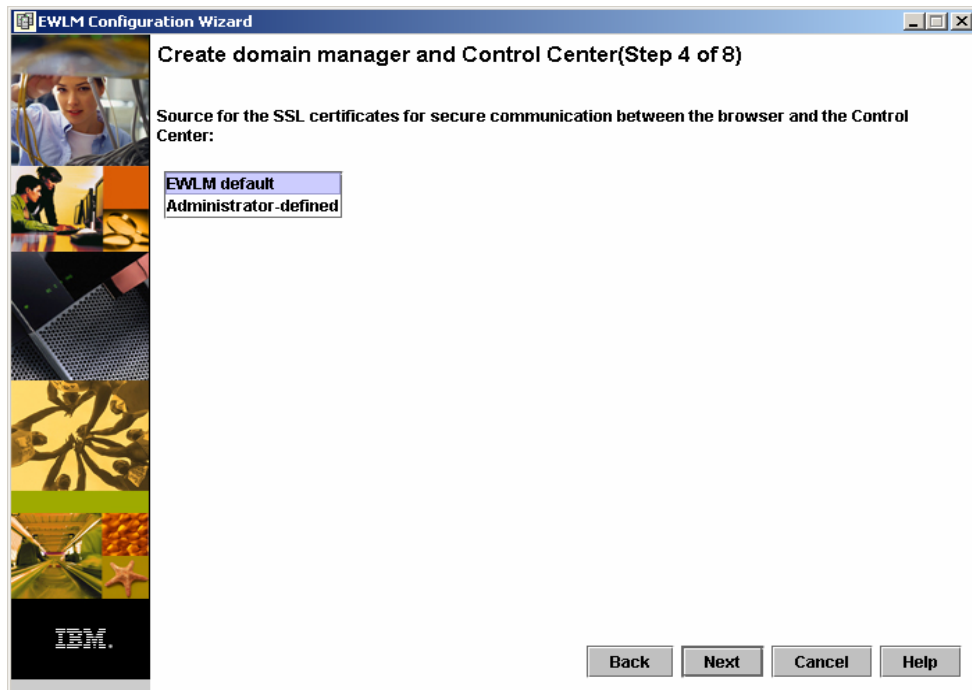 EWLM Configuration Wizard
Create domain manager and Control Center(Step 4 of 8)
Source for the SSL certificates for secure communication between the browser and the Control
Center:
EWLM default
Administrator-defined
IBM.
Back Next Cancel Help